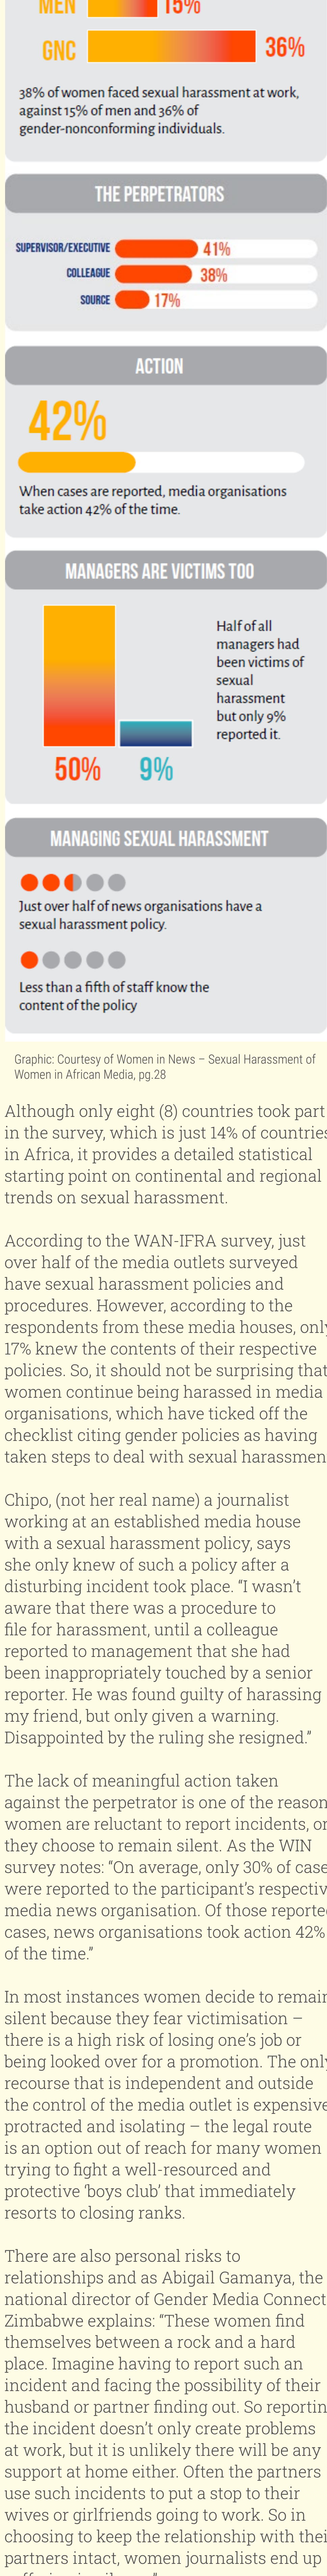 MEN 15%
GNC 36%
38% of women faced sexual harassment at work,
against 15% of men and 36% of
gender-nonconforming individuals.
THE PERPETRATORS
SUPERVISOR/EXECUTIVE 41%
COLLEAGUE 38%
SOURCE 17%
ACTION
42%
When cases are reported, media organisations
take action 42% of the time.
MANAGERS ARE VICTIMS TOO
Half of all
managers had
been victims of
sexual
harassment
but only 9%
reported it.
50% 9%
MANAGING SEXUAL HARASSMENT
Just over half of news organisations have a
sexual harassment policy.
Less than a fifth of staff know the
content of the policy
Graphic: Courtesy of Women in News – Sexual Harassment of
Women in African Media, pg.28
Although only eight (8) countries took part
in the survey, which is just 14% of countries
in Africa, it provides a detailed statistical
starting point on continental and regional
trends on sexual harassment.
According to the WAN-IFRA survey, just
over half of the media outlets surveyed
have sexual harassment policies and
procedures. However, according to the
respondents from these media houses, only
17% knew the contents of their respective
policies. So, it should not be surprising that
women continue being harassed in media
organisations, which have ticked off the
checklist citing gender policies as having
taken steps to deal with sexual harassmen
Chipo, (not her real name) a journalist
working at an established media house
with a sexual harassment policy, says
she only knew of such a policy after a
disturbing incident took place. “I wasn’t
aware that there was a procedure to
file for harassment, until a colleague
reported to management that she had
been inappropriately touched by a senior
reporter. He was found guilty of harassing
my friend, but only given a warning.
Disappointed by the ruling she resigned.”
The lack of meaningful action taken
against the perpetrator is one of the reason
women are reluctant to report incidents, or
they choose to remain silent. As the WIN
survey notes: “On average, only 30% of case
were reported to the participant’s respectiv
media news organisation. Of those reported
cases, news organisations took action 42%
of the time.”
In most instances women decide to remain
silent because they fear victimisation –
there is a high risk of losing one’s job or
being looked over for a promotion. The only
recourse that is independent and outside
the control of the media outlet is expensive
protracted and isolating – the legal route
is an option out of reach for many women
trying to fight a well-resourced and
protective ‘boys club’ that immediately
resorts to closing ranks.
There are also personal risks to
relationships and as Abigail Gamanya, the
national director of Gender Media Connect
Zimbabwe explains: “These women find
themselves between a rock and a hard
place. Imagine having to report such an
incident and facing the possibility of their
husband or partner finding out. So reportin
the incident doesn’t only create problems
at work, but it is unlikely there will be any
support at home either. Often the partners
use such incidents to put a stop to their
wives or girlfriends going to work. So in
choosing to keep the relationship with thei
partners intact, women journalists end up